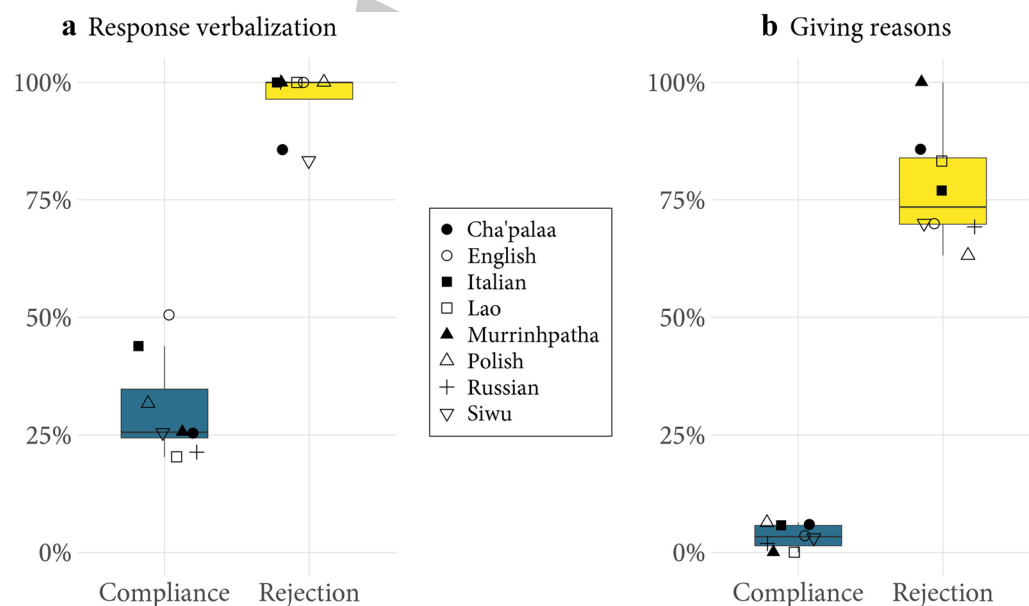 a Response verbalization
100%
75%
50%
25%
0%
Compliance Rejection
Cha'palaa
English
Italian
Lao
Murrinhpatha
Polish
Russian
Siwu
b Giving reasons
100%
75%
50%
25%
0%
Compliance Rejection